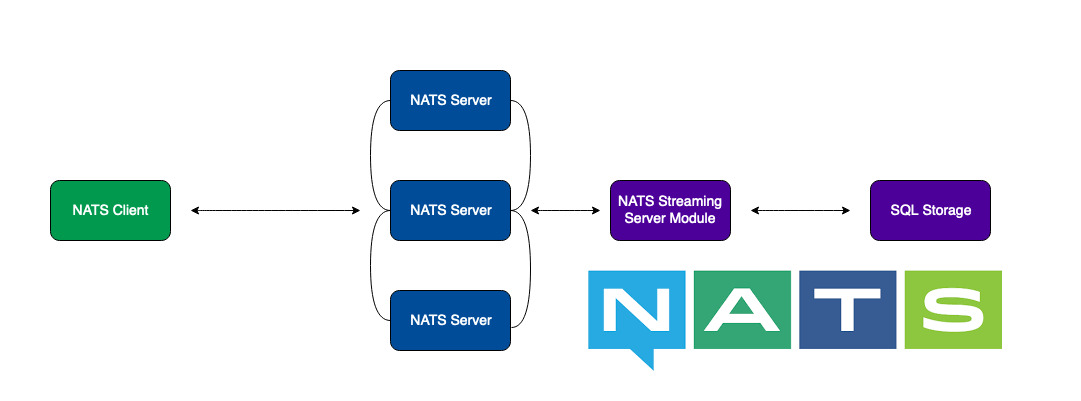 NATS Server
NATS Client
NATS Server
NATS Streaming
Server Module
SQL Storage
NATS Server
NATS